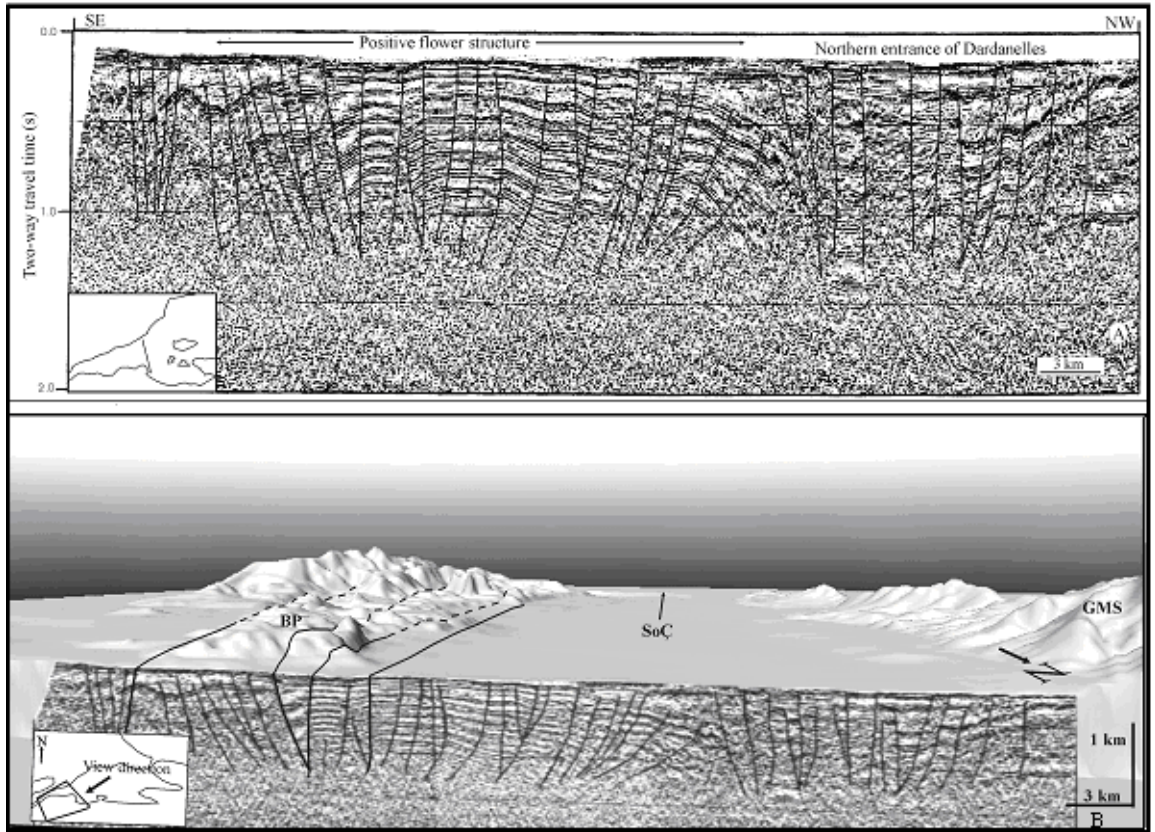 SE
NW
0.0
Positive flower structure
Northern entrance of Dardanelles
Two-way travel time (s)
1.0
2.0
A
3 km
BP
SoÇ
GMS
N
N
View direction
1 km
3 km
B